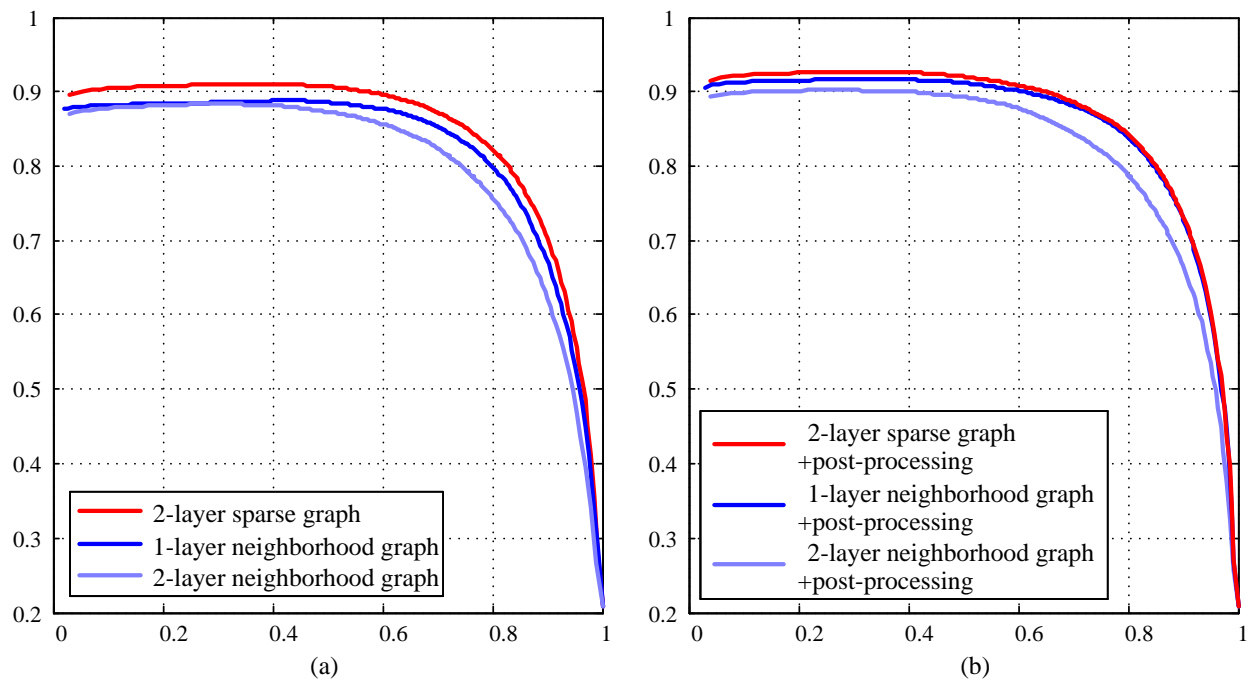 1
0.9
0.8
0.7
0.6
0.5
0.4
0.3
0.2
0
0.2
0.4
0.6
0.8
1
2-layer sparse graph
1-layer neighborhood graph
2-layer neighborhood graph
(a)
1
0.9
0.8
0.7
0.6
0.5
0.4
0.3
0.2
0
0.2
0.4
0.6
0.8
1
2-layer sparse graph
+post-processing
1-layer neighborhood graph
+post-processing
2-layer neighborhood graph
+post-processing
(b)